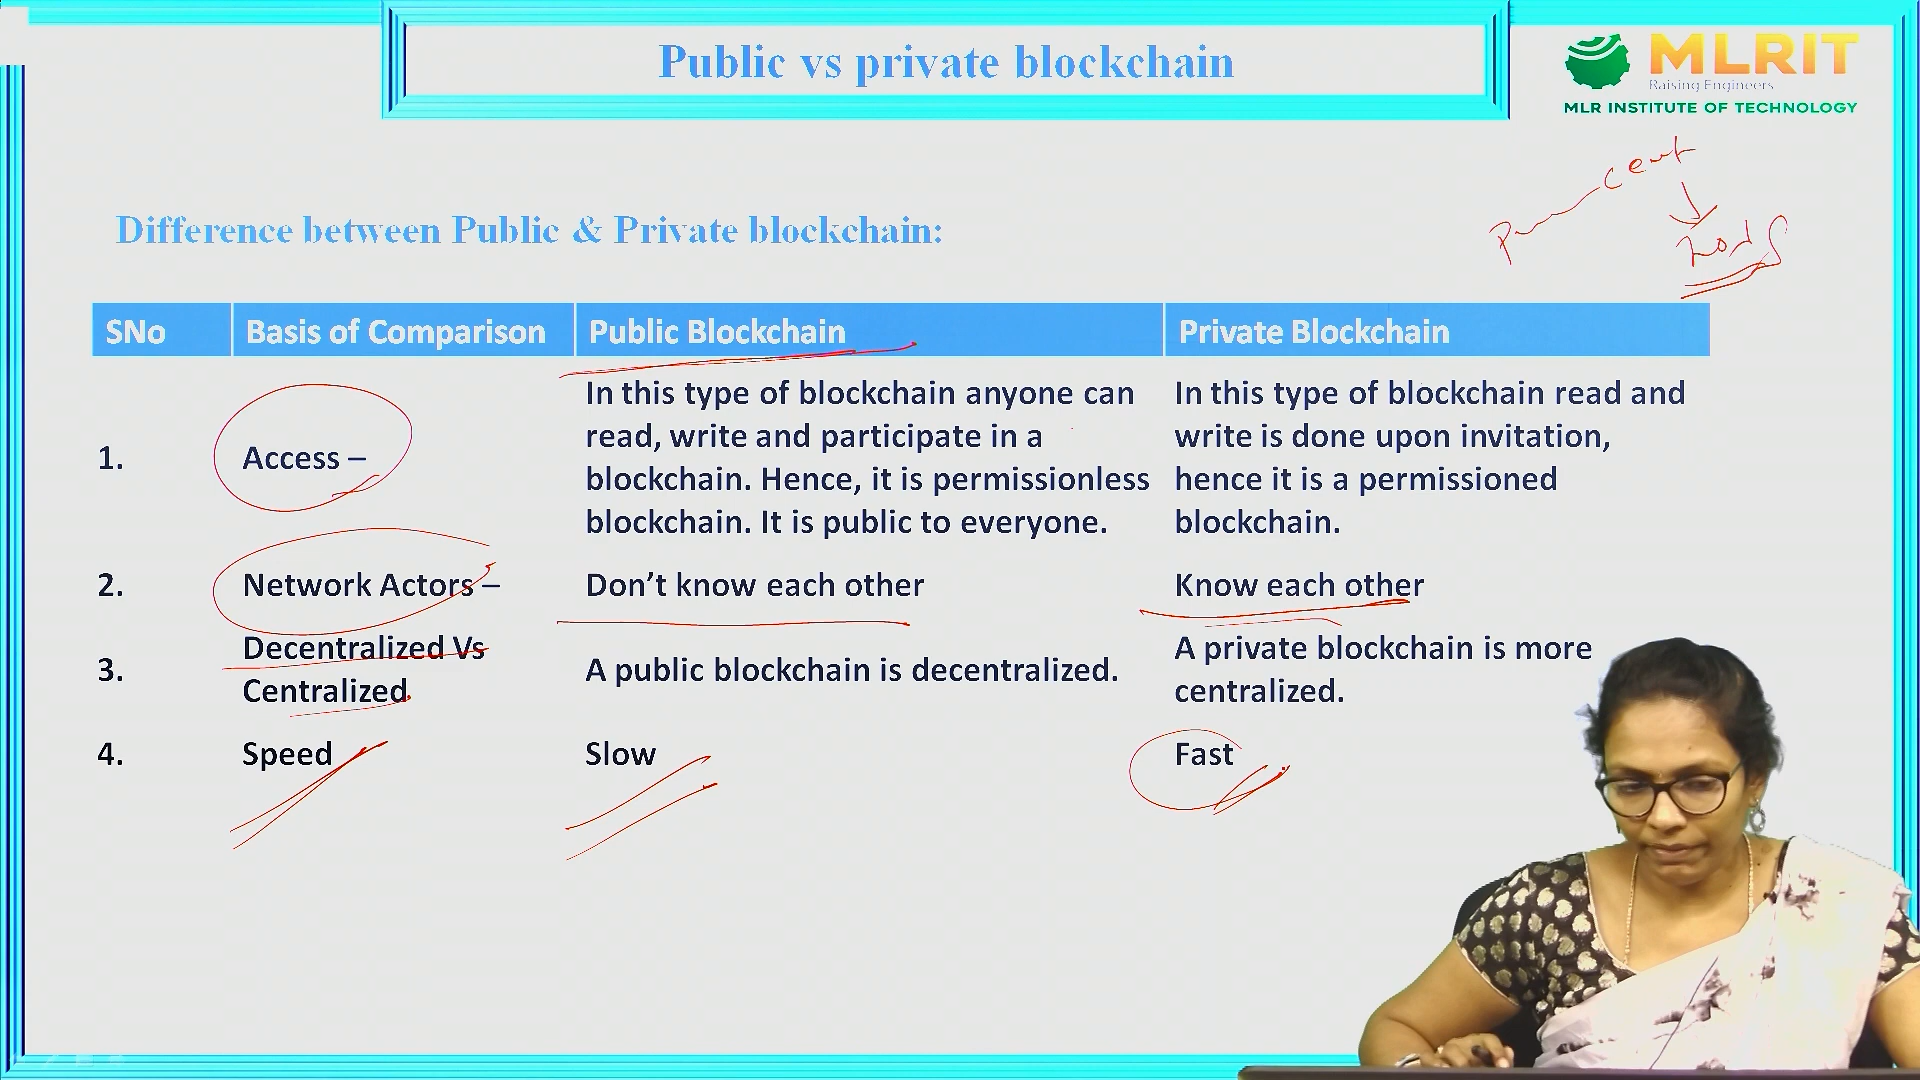 Public vs private blockchain
MLRIT
Raising Engineers
MLR INSTITUTE OF TECHNOLOGY
cent
Difference between Public & Private blockchain:
SNo Basis of Comparison Public Blockchain Private Blockchain
1. Access – In this type of blockchain anyone can In this type of blockchain read and
read, write and participate in a write is done upon invitation,
blockchain. Hence, it is permissionless hence it is a permissioned
blockchain. It is public to everyone. blockchain.
2. Network Actors – Don’t know each other Know each other
3. Decentralized Vs A public blockchain is decentralized. A private blockchain is more
Centralized centralized.
4. Speed Slow Fast